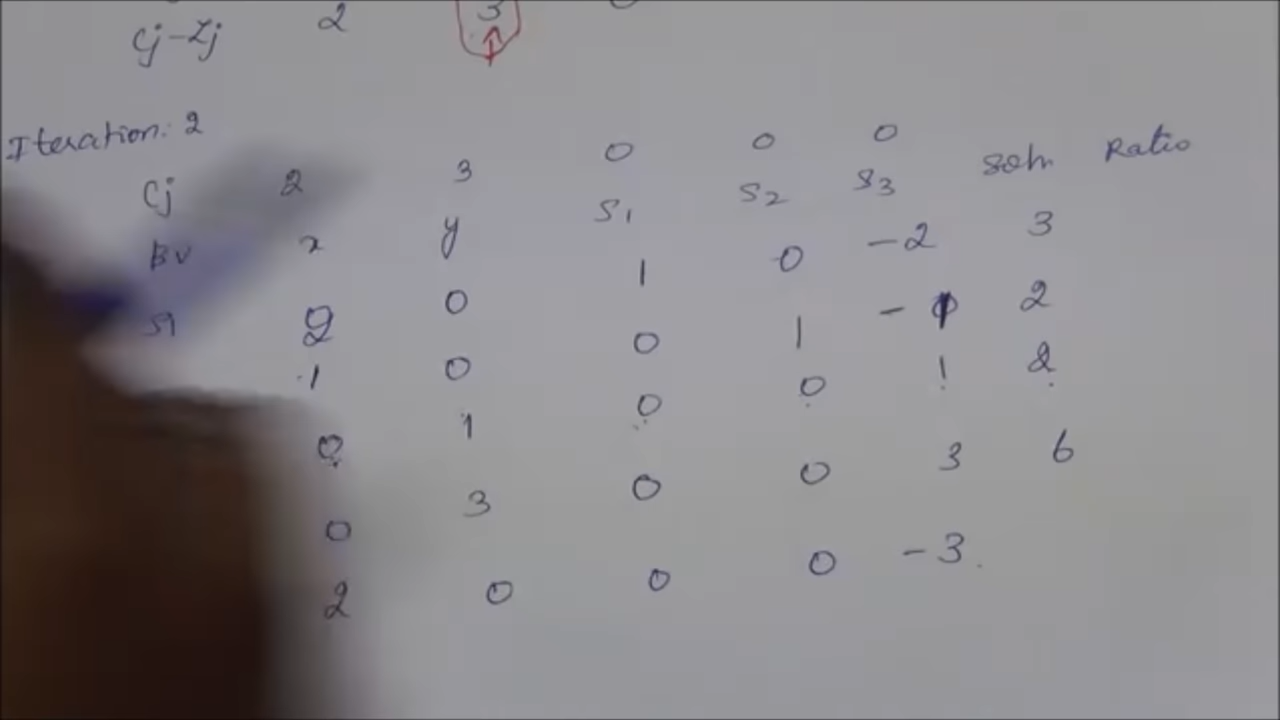 Cj-Zj 2 3 0
Iteration: 2
Cj 2 3 0 0 0 Soln Ratio
BV x y S1 S2 S3
S1 2 0 1 0 -2 3
1 0 0 1 -1 2
0 1 0 0 1 2
0 3 0 0 3 6
2 0 0 0 -3